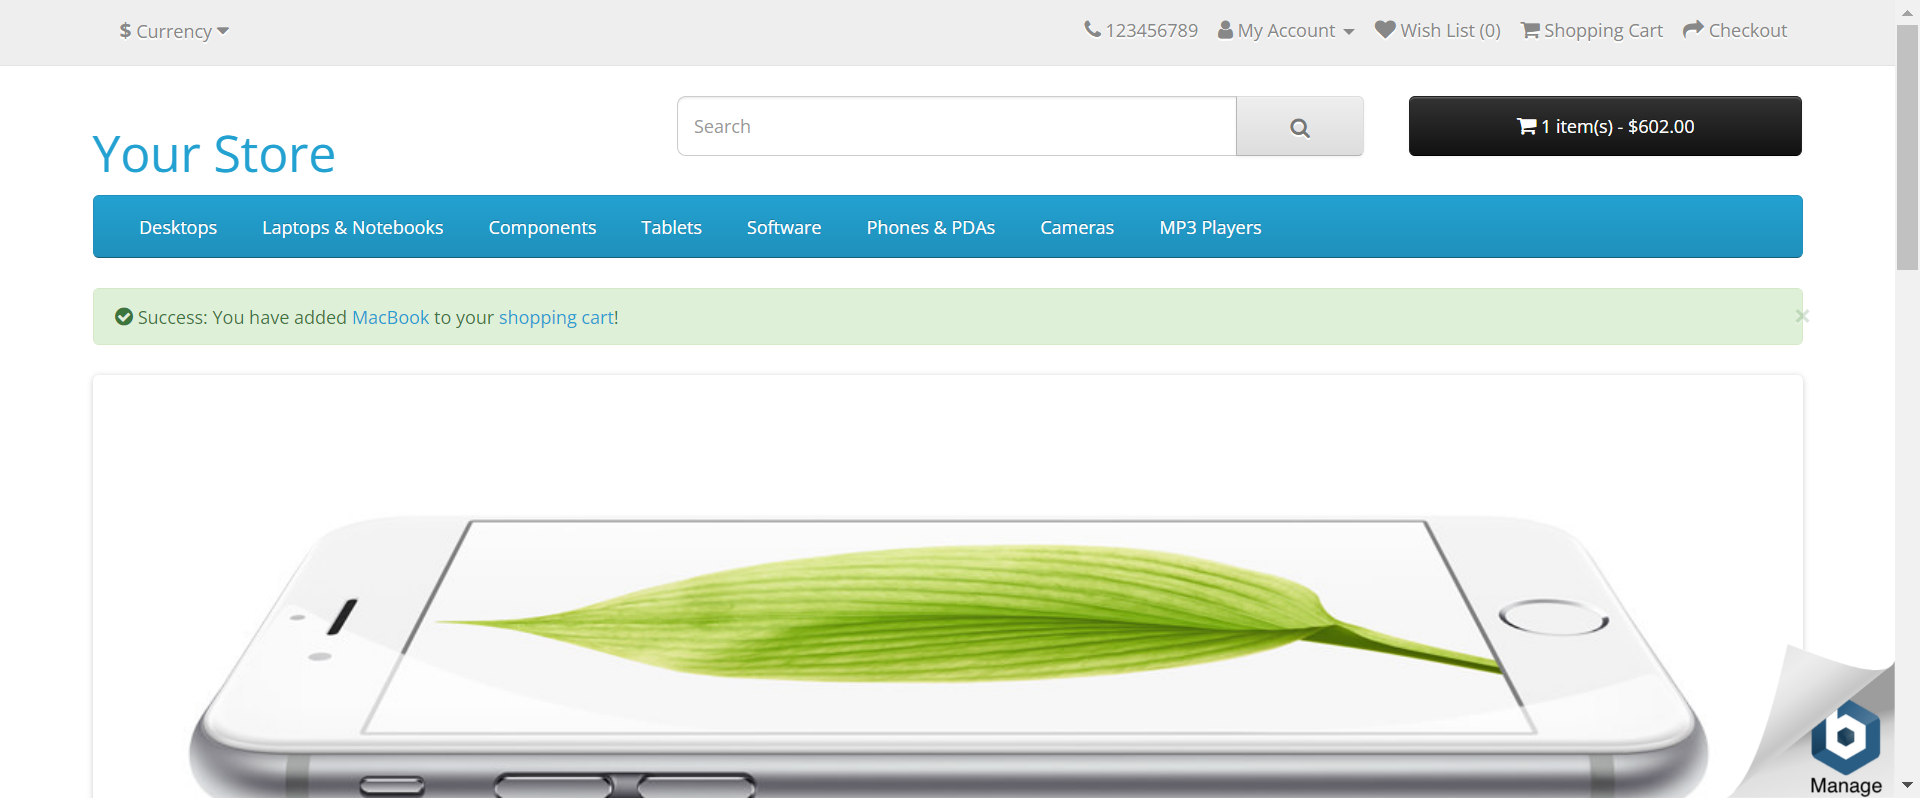 $ Currency
123456789 My Account Wish List (0) Shopping Cart Checkout
Your Store
Search
1 item(s) - $602.00
Desktops Laptops & Notebooks Components Tablets Software Phones & PDAs Cameras MP3 Players
Success: You have added MacBook to your shopping cart!
×
b
Manage